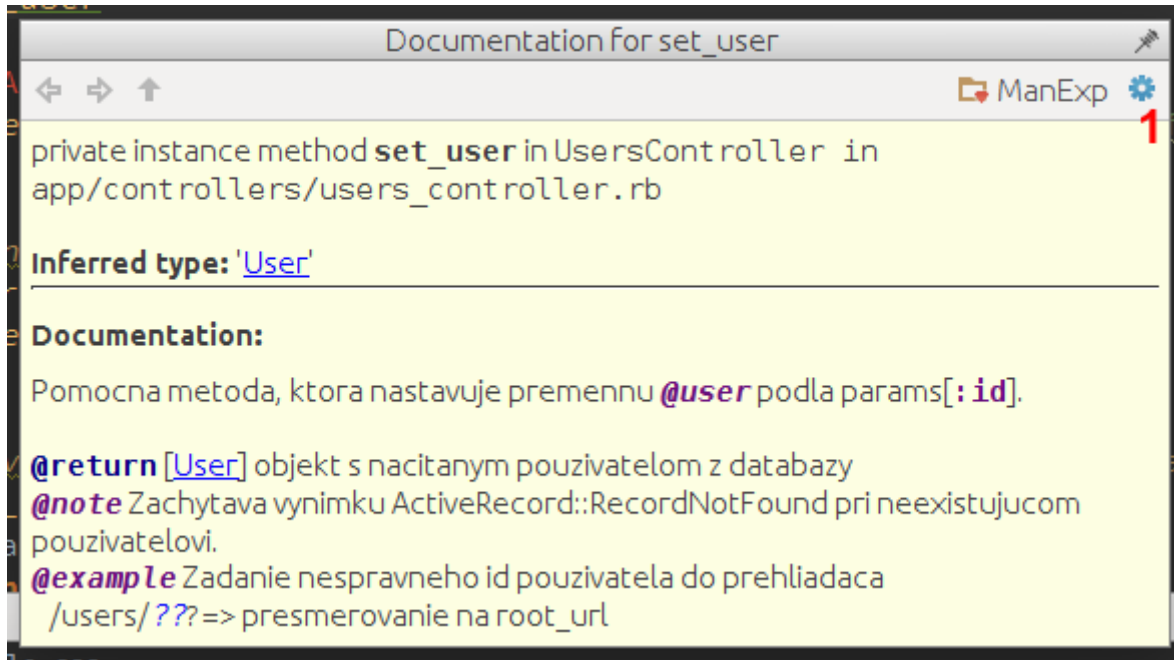 Documentation for set_user
ManExp
1
private instance method set_user in UsersController in
app/controllers/users_controller.rb
Inferred type: 'User'
Documentation:
Pomocna metoda, ktora nastavuje premennu @user podla params[:id].
@return [User] objekt s nacitanym pouzivatelom z databazy
@note Zachytava vynimku ActiveRecord::RecordNotFound pri neexistujucom
pouzivatelovi.
@example Zadanie nespravneho id pouzivatela do prehliadaca
/users/??? => presmerovanie na root_url